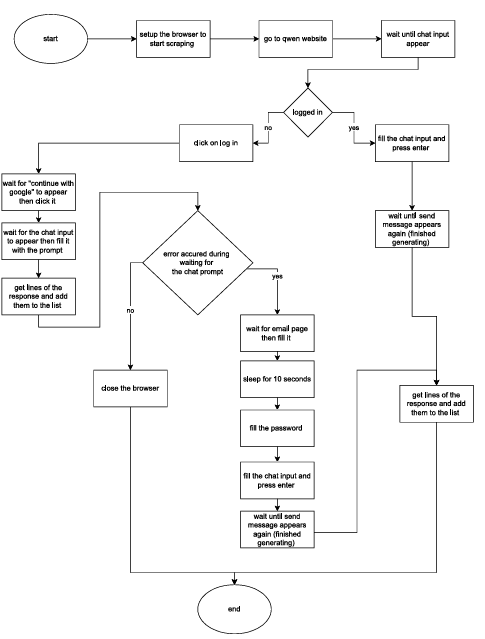 start
setup the browser to
start scraping
go to qwen website
wait until chat input
appear
logged in
no
yes
click on log in
fill the chat input and
press enter
wait for "continue with
google" to appear
then click it
wait for the chat input
to appear then fill it
with the prompt
get lines of the
response and add
them to the list
wait until send
message appears
again (finished
generating)
error accured during
waiting for
the chat prompt
yes
no
wait for email page
then fill it
sleep for 10 seconds
close the browser
get lines of the
response and add
them to the list
fill the password
fill the chat input and
press enter
wait until send
message appears
again (finished
generating)
end